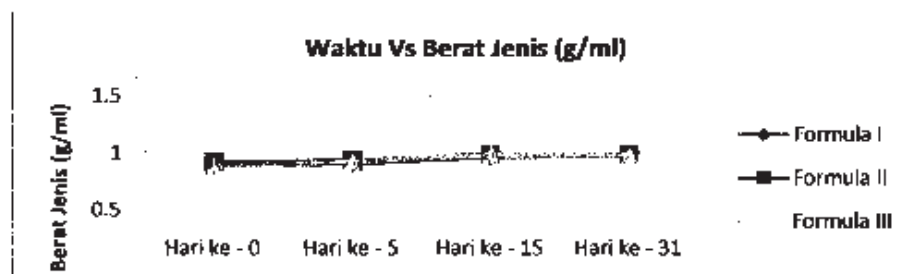 Waktu Vs Berat Jenis (g/ml)
Berat Jenis (g/ml)
1.5
1
0.5
Hari ke - 0 Hari ke - 5 Hari ke - 15 Hari ke - 31
Formula I
Formula II
Formula III